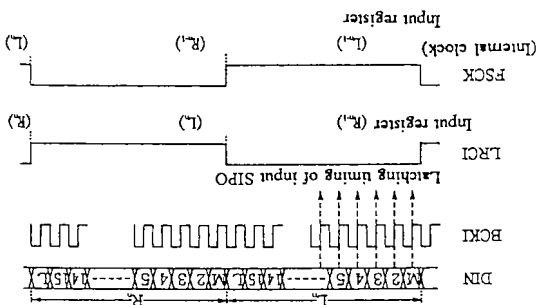 Lₙ Rₙ
DIN M 2 3 4 5 ----- 14 15 L M 2 3 4 5 ----- 14 15 L
BCKI
Latching timing of input SIPO
LRCI
Input register (Rₙ₋₁) (Lₙ) (Rₙ)
FSCK
(Internal clock) (Lₙ₋₁) (Rₙ₋₁) (Lₙ)
Input register